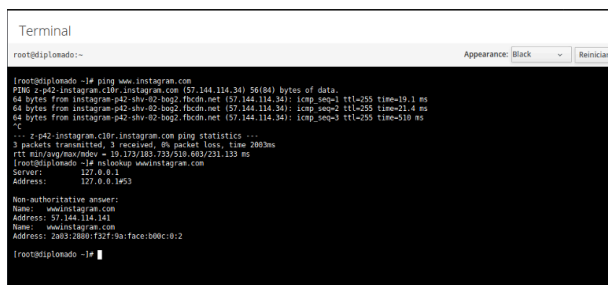 Terminal
root@diplomado:~
Appearance: Black
Reiniciar
[root@diplomado ~]# ping www.instagram.com
PING z-p42-instagram.c10r.instagram.com (57.144.114.34) 56(84) bytes of data.
64 bytes from instagram-p42-shv-02-bog2.fbcdn.net (57.144.114.34): icmp_seq=1 ttl=255 time=19.1 ms
64 bytes from instagram-p42-shv-02-bog2.fbcdn.net (57.144.114.34): icmp_seq=2 ttl=255 time=21.4 ms
64 bytes from instagram-p42-shv-02-bog2.fbcdn.net (57.144.114.34): icmp_seq=3 ttl=255 time=510 ms
^C
--- z-p42-instagram.c10r.instagram.com ping statistics ---
3 packets transmitted, 3 received, 0% packet loss, time 2003ms
rtt min/avg/max/mdev = 19.173/183.733/510.603/231.133 ms
[root@diplomado ~]# nslookup wwwinstagram.com
Server: 127.0.0.1
Address: 127.0.0.1#53
Non-authoritative answer:
Name: wwwinstagram.com
Address: 57.144.114.141
Name: wwwinstagram.com
Address: 2a03:2880:f32f:9a:face:b00c:0:2
[root@diplomado ~]#